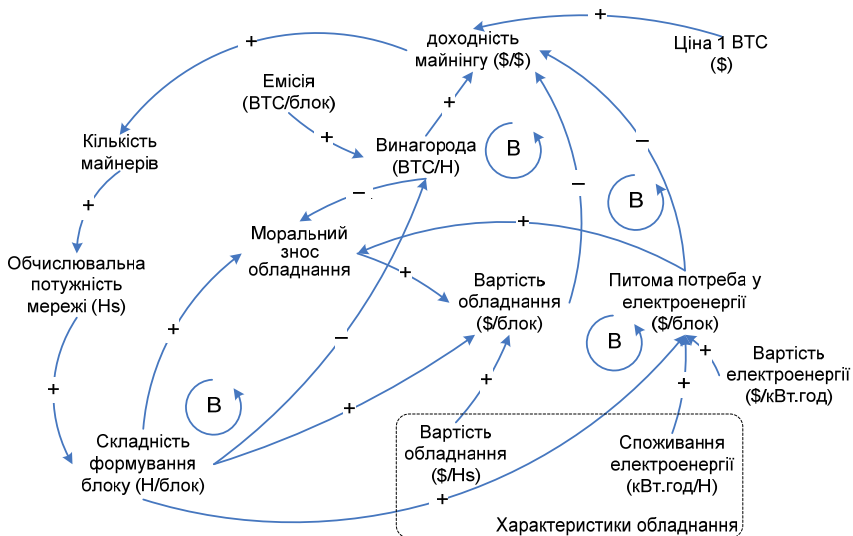 доходність
майнінгу ($/$)
Ціна 1 BTC
($)
+
+
Емісія
(BTC/блок)
+
+
Кількість
майнерів
Винагорода
(BTC/H)
B
–
–
–
B
+
+
Моральний
знос
обладнання
Обчислювальна
потужність
мережі (Hs)
+
Вартість
обладнання
($/блок)
Питома потреба у
електроенергії
($/блок)
+
–
B
+
Вартість
електроенергії
($/кВт.год)
+
+
+
B
+
Складність
формування
блоку (H/блок)
Вартість
обладнання
($/Hs)
Споживання
електроенергії
(кВт.год/H)
+
Характеристики обладнання